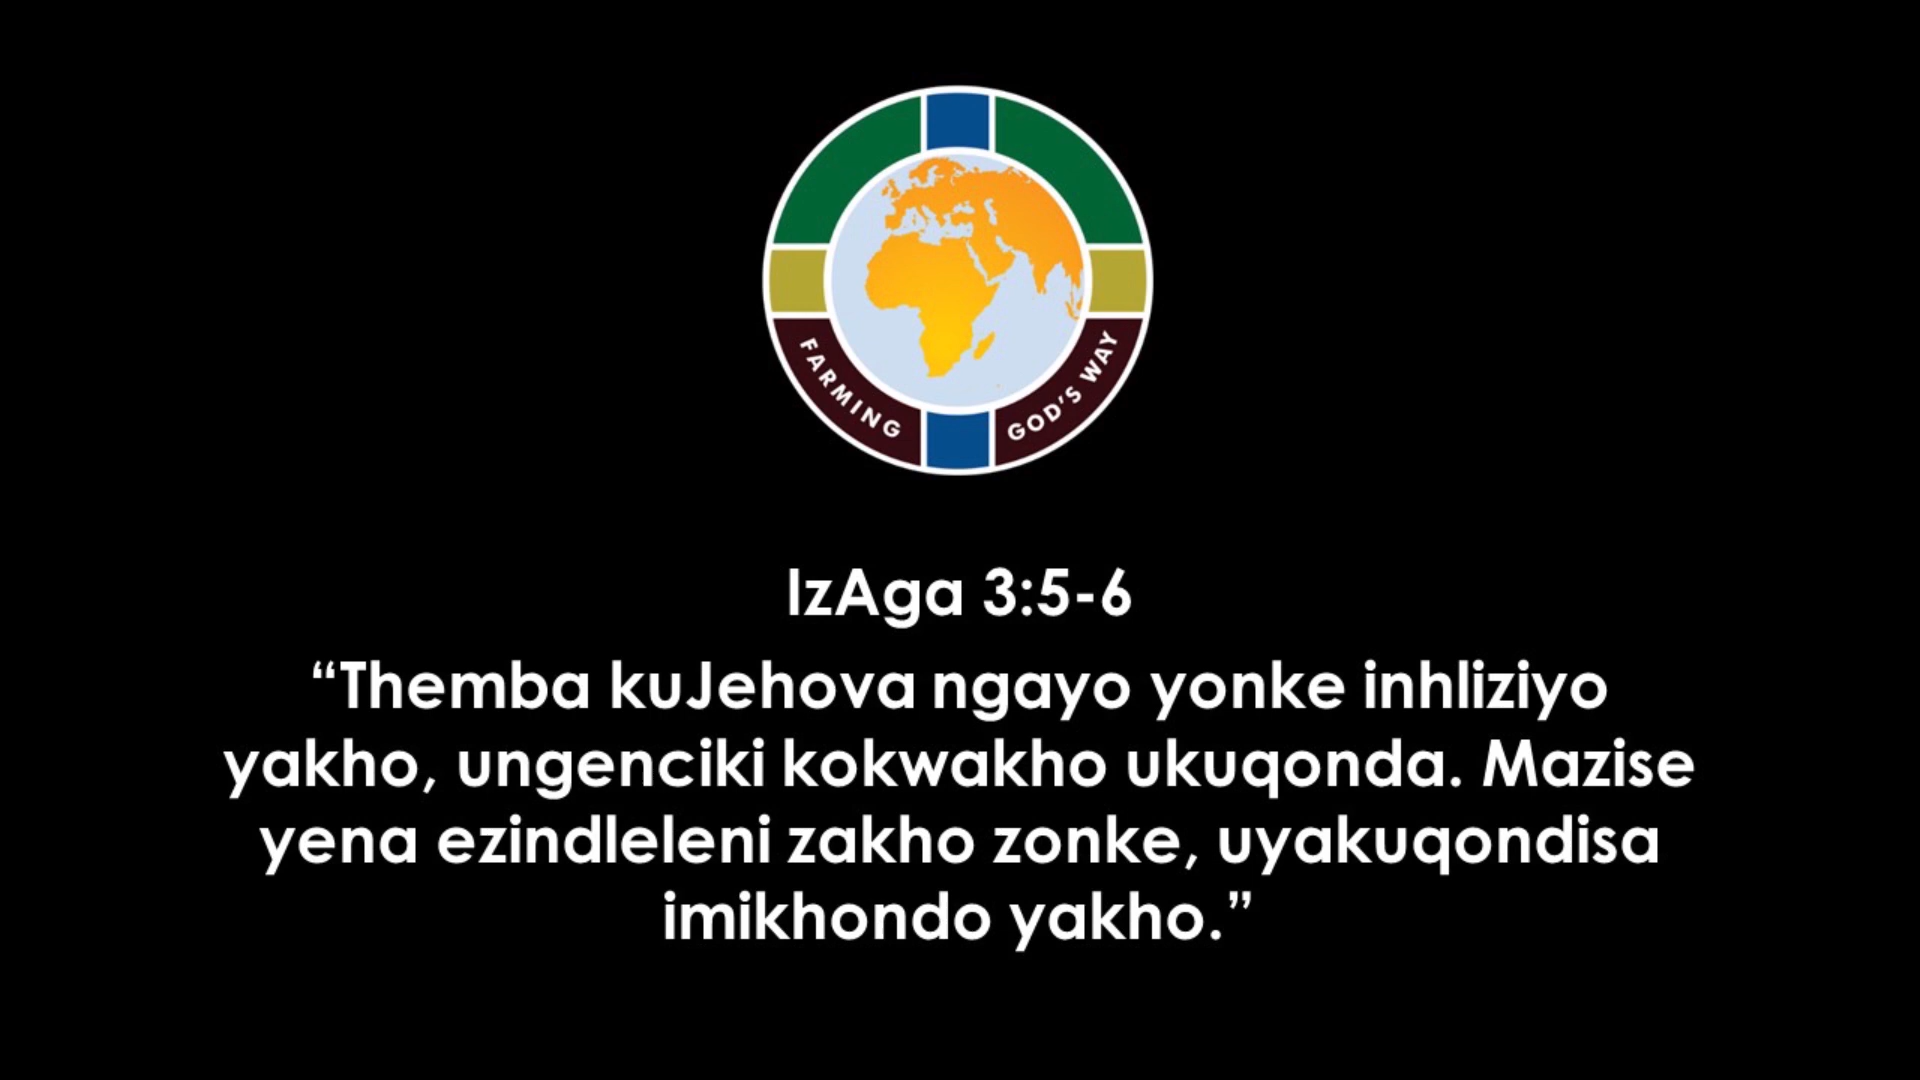 FARMING GOD'S WAY
IzAga 3:5-6
“Themba kuJehova ngayo yonke inhliziyo
yakho, ungenciki kokwakho ukuqonda. Mazise
yena ezindleleni zakho zonke, uyakuqondisa
imikhondo yakho.”